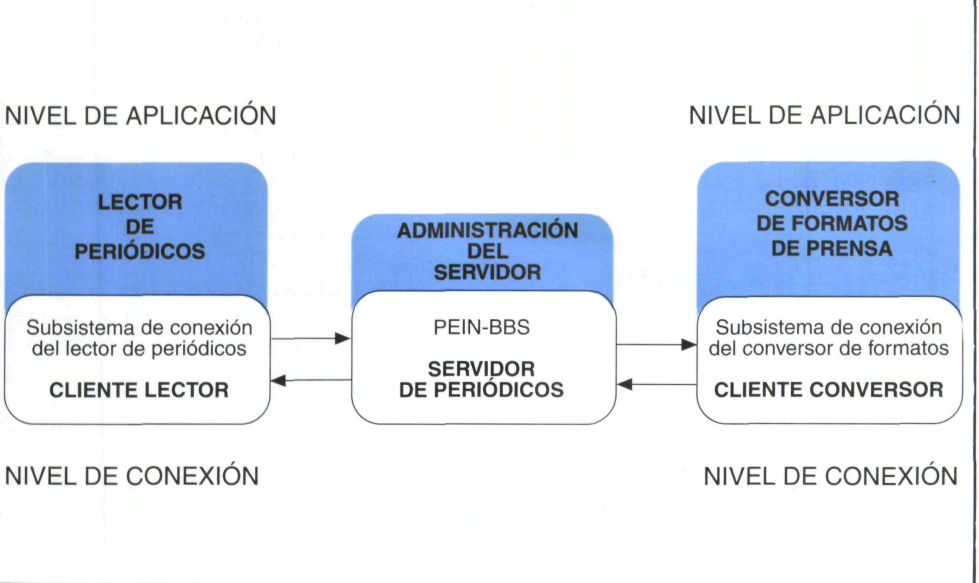 NIVEL DE APLICACIÓN
NIVEL DE APLICACIÓN
LECTOR
DE
PERIÓDICOS
Subsistema de conexión
del lector de periódicos
CLIENTE LECTOR
ADMINISTRACIÓN
DEL
SERVIDOR
PEIN-BBS
SERVIDOR
DE PERIÓDICOS
CONVERSOR
DE FORMATOS
DE PRENSA
Subsistema de conexión
del conversor de formatos
CLIENTE CONVERSOR
NIVEL DE CONEXIÓN
NIVEL DE CONEXIÓN